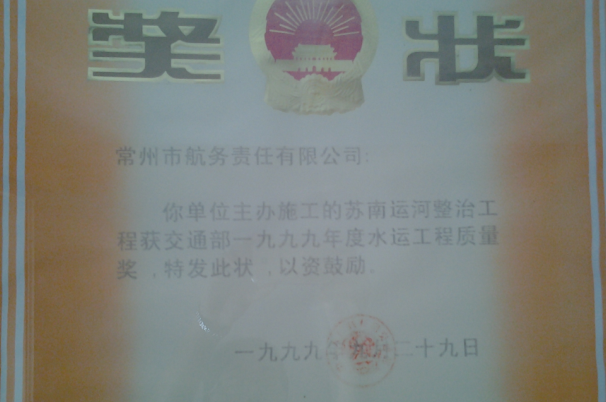 奖状
常州市航务责任有限公司:
你单位主办施工的苏南运河整治工
程获交通部一九九九年度水运工程质量
奖,特发此状,以资鼓励.
一九九九年 二十九日